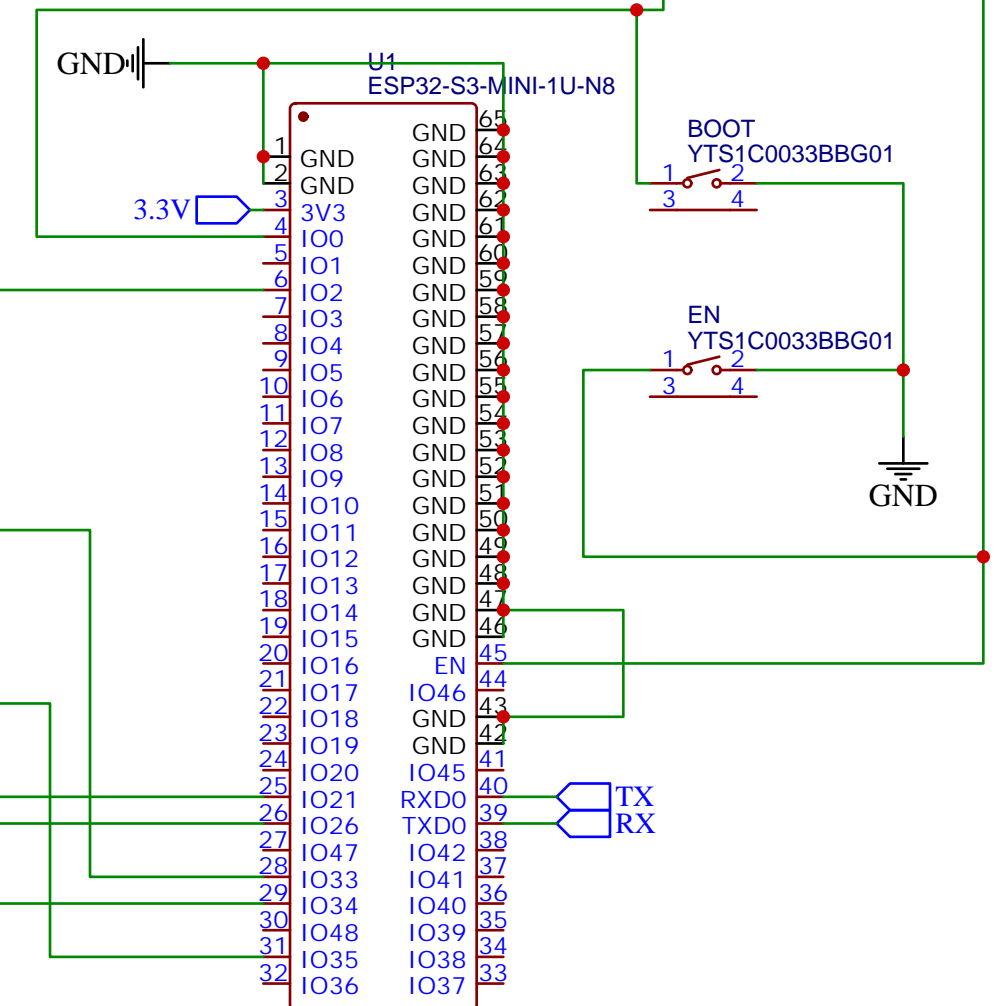 GND
U1
ESP32-S3-MINI-1U-N8
1 GND
2 GND
3 3V3
3.3V
4 IO0
5 IO1
6 IO2
7 IO3
8 IO4
9 IO5
10 IO6
11 IO7
12 IO8
13 IO9
14 IO10
15 IO11
16 IO12
17 IO13
18 IO14
19 IO15
20 IO16
21 IO17
22 IO18
23 IO19
24 IO20
25 IO21
26 IO26
27 IO47
28 IO33
29 IO34
30 IO48
31 IO35
32 IO36
GND 65
GND 64
GND 63
GND 62
GND 61
GND 60
GND 59
GND 58
GND 57
GND 56
GND 55
GND 54
GND 53
GND 52
GND 51
GND 50
GND 49
GND 48
GND 47
GND 46
EN 45
IO46 44
GND 43
GND 42
IO45 41
RXD0 40
TXD0 39
IO42 38
IO41 37
IO40 36
IO39 35
IO38 34
IO37 33
TX
RX
BOOT
YTS1C0033BBG01
1 2
3 4
EN
YTS1C0033BBG01
1 2
3 4
GND